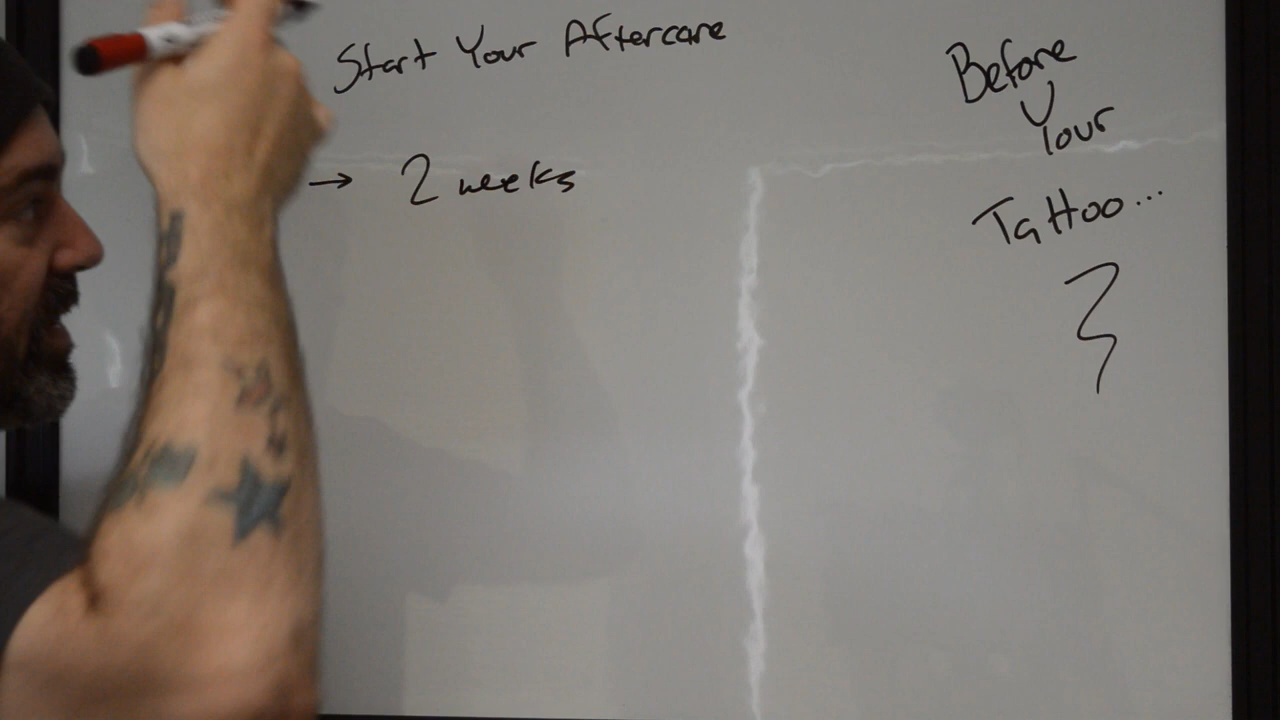 Start Your Aftercare
→ 2 weeks
Before
Your
Tattoo...